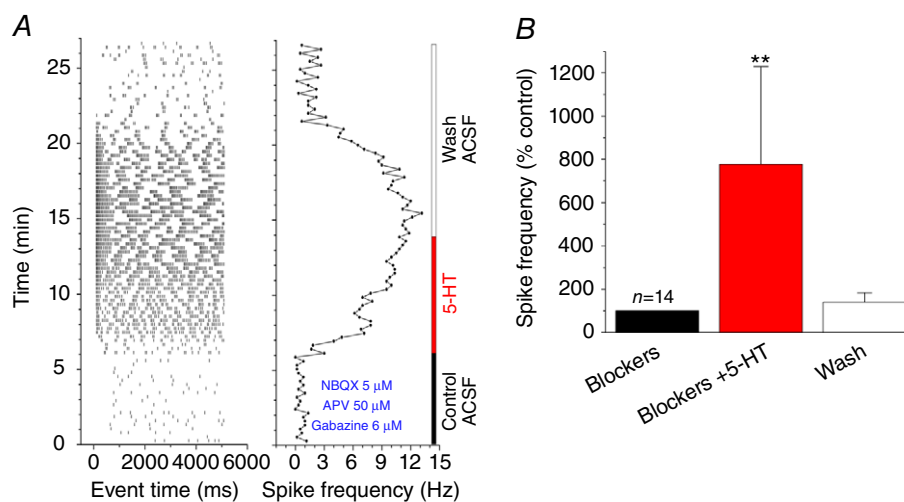 A
25
20
15
10
5
0
Time (min)
0 2000 4000 6000
Event time (ms)
0 3 6 9 12 15
Spike frequency (Hz)
NBQX 5 μM
APV 50 μM
Gabazine 6 μM
Wash
ACSF
5-HT
Control
ACSF
B
1200
1000
800
600
400
200
0
Spike frequency (% control)
**
n=14
Blockers
Blockers +5-HT
Wash